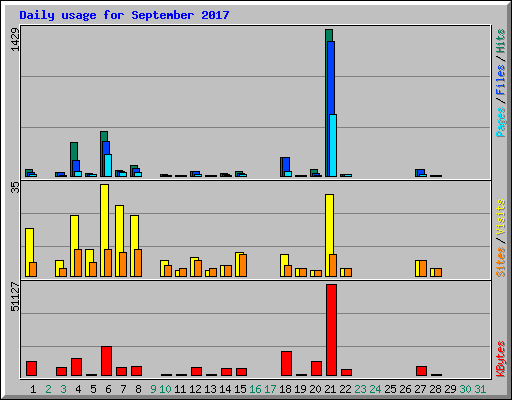 Daily usage for September 2017
1429
Pages / Files / Hits
35
Sites / Visits
51127
KBytes
1 2 3 4 5 6 7 8 9 10 11 12 13 14 15 16 17 18 19 20 21 22 23 24 25 26 27 28 29 30 31